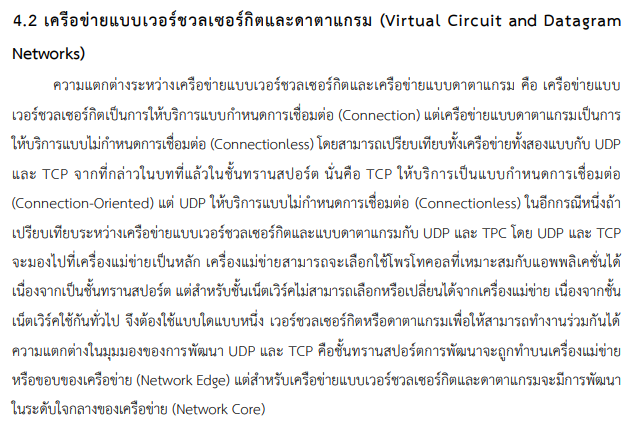 4.2 เครือข่ายแบบเวอร์ชวลเซอร์กิตและดาตาแกรม (Virtual Circuit and Datagram
Networks)
ความแตกต่างระหว่างเครือข่ายแบบเวอร์ชวลเซอร์กิตและเครือข่ายแบบดาตาแกรม คือ เครือข่ายแบบ
เวอร์ชวลเซอร์กิตเป็นการให้บริการแบบกำหนดการเชื่อมต่อ (Connection) แต่เครือข่ายแบบดาตาแกรมเป็นการ
ให้บริการแบบไม่กำหนดการเชื่อมต่อ (Connectionless) โดยสามารถเปรียบเทียบทั้งเครือข่ายทั้งสองแบบกับ UDP
และ TCP จากที่กล่าวในบทที่แล้วในชั้นทรานสปอร์ต นั่นคือ TCP ให้บริการเป็นแบบกำหนดการเชื่อมต่อ
(Connection-Oriented) แต่ UDP ให้บริการแบบไม่กำหนดการเชื่อมต่อ (Connectionless) ในอีกกรณีหนึ่งถ้า
เปรียบเทียบระหว่างเครือข่ายแบบเวอร์ชวลเซอร์กิตและแบบดาตาแกรมกับ UDP และ TPC โดย UDP และ TCP
จะมองไปที่เครื่องแม่ข่ายเป็นหลัก เครื่องแม่ข่ายสามารถจะเลือกใช้โพรโทคอลที่เหมาะสมกับแอพพลิเคชั่นได้
เนื่องจากเป็นชั้นทรานสปอร์ต แต่สำหรับชั้นเน็ตเวิร์คไม่สามารถเลือกหรือเปลี่ยนได้จากเครื่องแม่ข่าย เนื่องจากชั้น
เน็ตเวิร์คใช้กันทั่วไป จึงต้องใช้แบบใดแบบหนึ่ง เวอร์ชวลเซอร์กิตหรือดาตาแกรมเพื่อให้สามารถทำงานร่วมกันได้
ความแตกต่างในมุมมองของการพัฒนา UDP และ TCP คือชั้นทรานสปอร์ตการพัฒนาจะถูกทำบนเครื่องแม่ข่าย
หรือขอบของเครือข่าย (Network Edge) แต่สำหรับเครือข่ายแบบเวอร์ชวลเซอร์กิตและดาตาแกรมจะมีการพัฒนา
ในระดับใจกลางของเครือข่าย (Network Core)